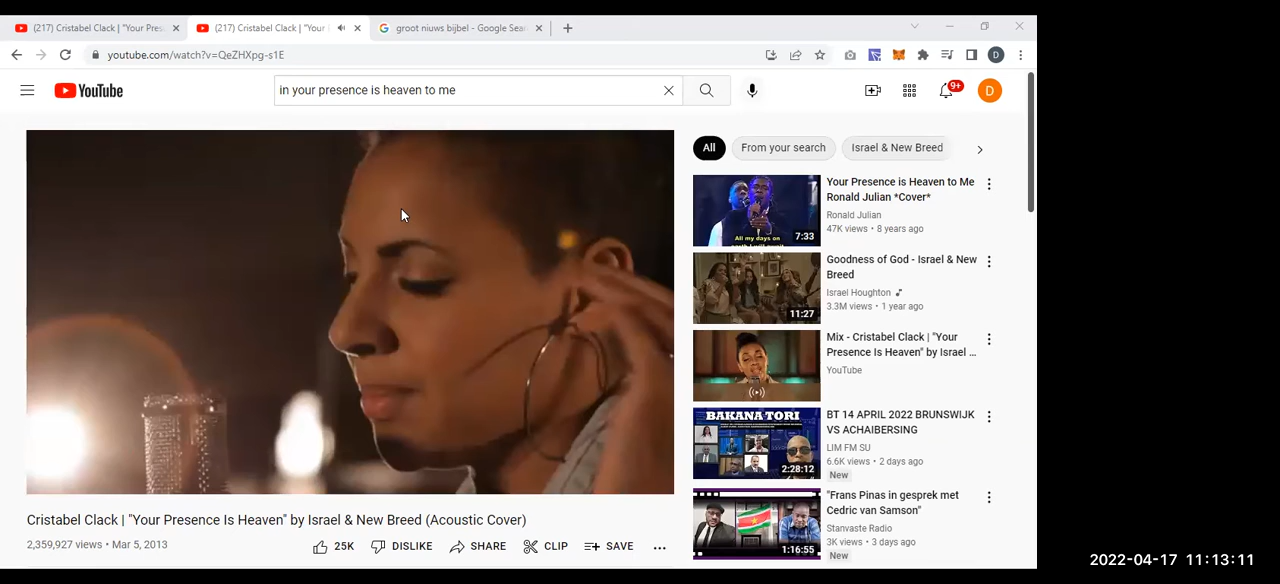 (217) Cristabel Clack | "Your Pres
(217) Cristabel Clack | "Your
groot niuws bijbel - Google Sear
youtube.com/watch?v=QeZHXpg-s1E
D
YouTube
in your presence is heaven to me
9+
D
All
From your search
Israel & New Breed
All my days on
7:33
Your Presence is Heaven to Me
Ronald Julian *Cover*
Ronald Julian
47K views • 8 years ago
11:27
Goodness of God - Israel & New
Breed
Israel Houghton
3.3M views • 1 year ago
Mix - Cristabel Clack | "Your
Presence Is Heaven" by Israel ...
YouTube
BAKANA TORI
2:28:12
BT 14 APRIL 2022 BRUNSWIJK
VS ACHAIBERSING
LIM FM SU
6.6K views • 2 days ago
New
1:16:55
"Frans Pinas in gesprek met
Cedric van Samson"
Stanvaste Radio
3K views • 3 days ago
New
Cristabel Clack | "Your Presence Is Heaven" by Israel & New Breed (Acoustic Cover)
2,359,927 views • Mar 5, 2013
25K
DISLIKE
SHARE
CLIP
SAVE
2022-04-17 11:13:11